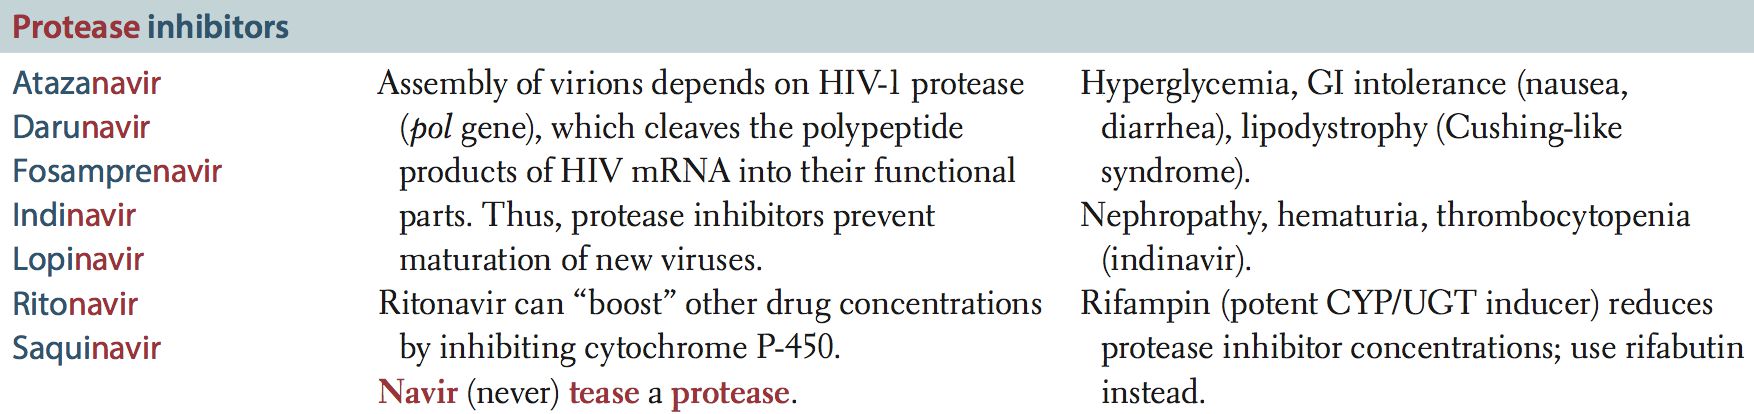 Protease inhibitors
Atazanavir
Darunavir
Fosamprenavir
Indinavir
Lopinavir
Ritonavir
Saquinavir
Assembly of virions depends on HIV-1 protease
(pol gene), which cleaves the polypeptide
products of HIV mRNA into their functional
parts. Thus, protease inhibitors prevent
maturation of new viruses.
Ritonavir can “boost” other drug concentrations
by inhibiting cytochrome P-450.
Navir (never) tease a protease.
Hyperglycemia, GI intolerance (nausea,
diarrhea), lipodystrophy (Cushing-like
syndrome).
Nephropathy, hematuria, thrombocytopenia
(indinavir).
Rifampin (potent CYP/UGT inducer) reduces
protease inhibitor concentrations; use rifabutin
instead.